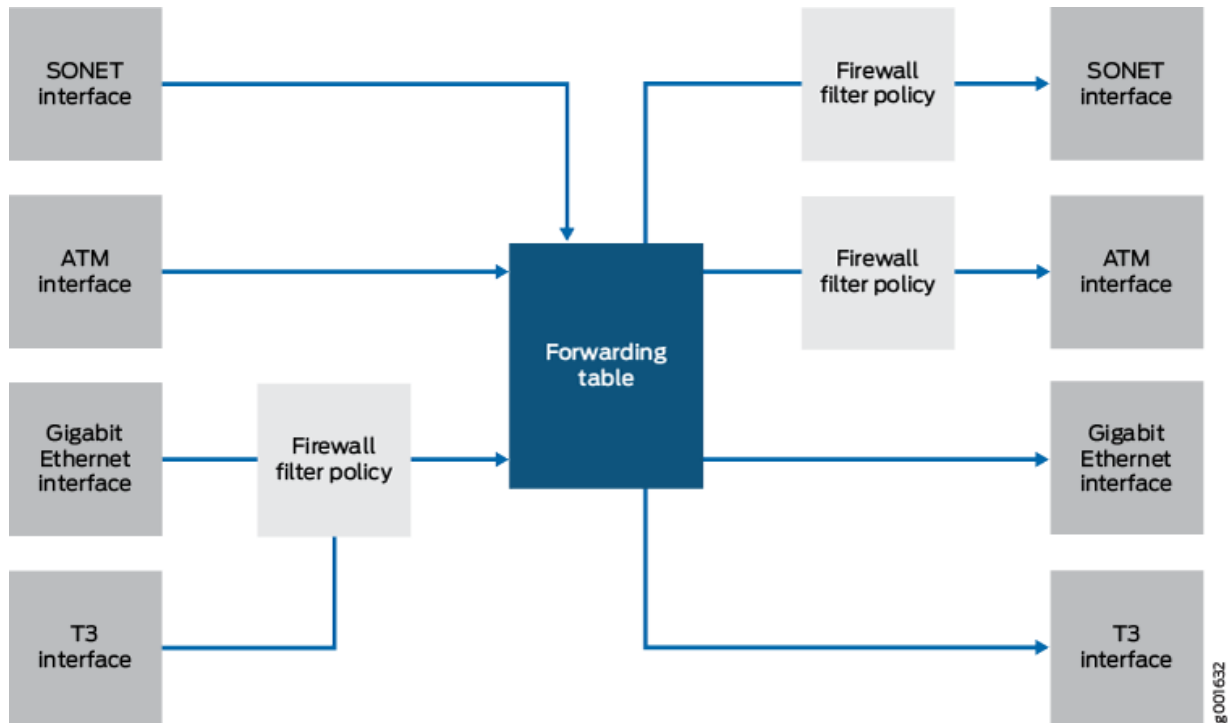 SONET
interface
Firewall
filter policy
SONET
interface
ATM
interface
Firewall
filter policy
ATM
interface
Forwarding
table
Gigabit
Ethernet
interface
Firewall
filter policy
Gigabit
Ethernet
interface
T3
interface
T3
interface
g001632